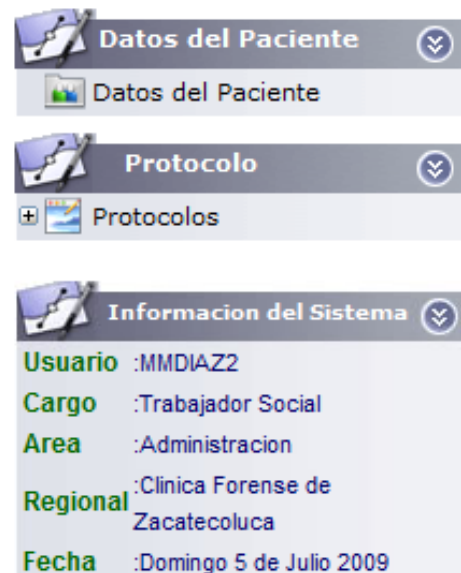 Datos del Paciente
Datos del Paciente
Protocolo
Protocolos
Informacion del Sistema
Usuario :MMDIAZ2
Cargo :Trabajador Social
Area :Administracion
Regional :Clinica Forense de
Zacatecoluca
Fecha :Domingo 5 de Julio 2009